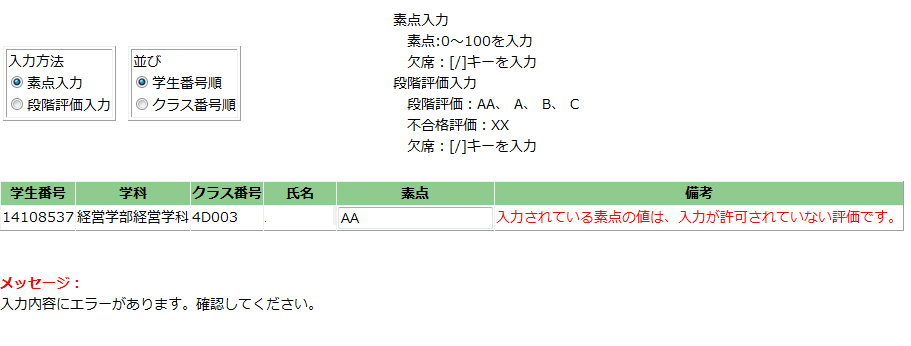 素点入力
素点:0～100を入力
欠席：[/]キーを入力
段階評価入力
段階評価：AA、 A、 B、 C
不合格評価：XX
欠席：[/]キーを入力
入力方法
素点入力
段階評価入力
並び
学生番号順
クラス番号順
学生番号 学科 クラス番号 氏名 素点 備考
14108537 経営学部経営学科 4D003 AA 入力されている素点の値は、入力が許可されていない評価です。
メッセージ：
入力内容にエラーがあります。確認してください。